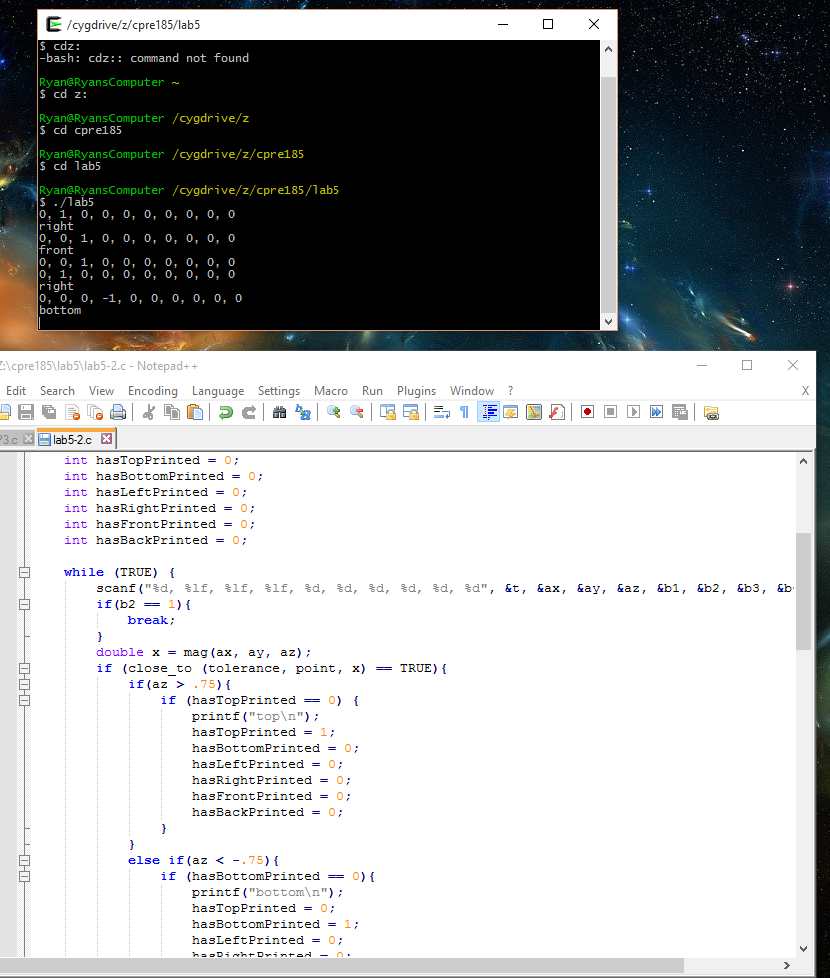 /cygdrive/z/cpre185/lab5
$ cdz:
-bash: cdz:: command not found
Ryan@RyansComputer ~
$ cd z:
Ryan@RyansComputer /cygdrive/z
$ cd cpre185
Ryan@RyansComputer /cygdrive/z/cpre185
$ cd lab5
Ryan@RyansComputer /cygdrive/z/cpre185/lab5
$ ./lab5
0, 1, 0, 0, 0, 0, 0, 0, 0, 0
right
0, 0, 1, 0, 0, 0, 0, 0, 0, 0
front
0, 0, 1, 0, 0, 0, 0, 0, 0, 0
0, 1, 0, 0, 0, 0, 0, 0, 0, 0
right
0, 0, 0, -1, 0, 0, 0, 0, 0, 0
bottom
Z:\cpre185\lab5\lab5-2.c - Notepad++
Edit Search View Encoding Language Settings Macro Run Plugins Window ? X
P3.c lab5-2.c
int hasTopPrinted = 0;
int hasBottomPrinted = 0;
int hasLeftPrinted = 0;
int hasRightPrinted = 0;
int hasFrontPrinted = 0;
int hasBackPrinted = 0;
while (TRUE) {
scanf("%d, %lf, %lf, %lf, %d, %d, %d, %d, %d, %d", &t, &ax, &ay, &az, &b1, &b2, &b3, &b
if(b2 == 1){
break;
}
double x = mag(ax, ay, az);
if (close_to (tolerance, point, x) == TRUE){
if(az > .75){
if (hasTopPrinted == 0) {
printf("top\n");
hasTopPrinted = 1;
hasBottomPrinted = 0;
hasLeftPrinted = 0;
hasRightPrinted = 0;
hasFrontPrinted = 0;
hasBackPrinted = 0;
}
}
else if(az < -.75){
if (hasBottomPrinted == 0){
printf("bottom\n");
hasTopPrinted = 0;
hasBottomPrinted = 1;
hasLeftPrinted = 0;
hasRightPrinted = 0;